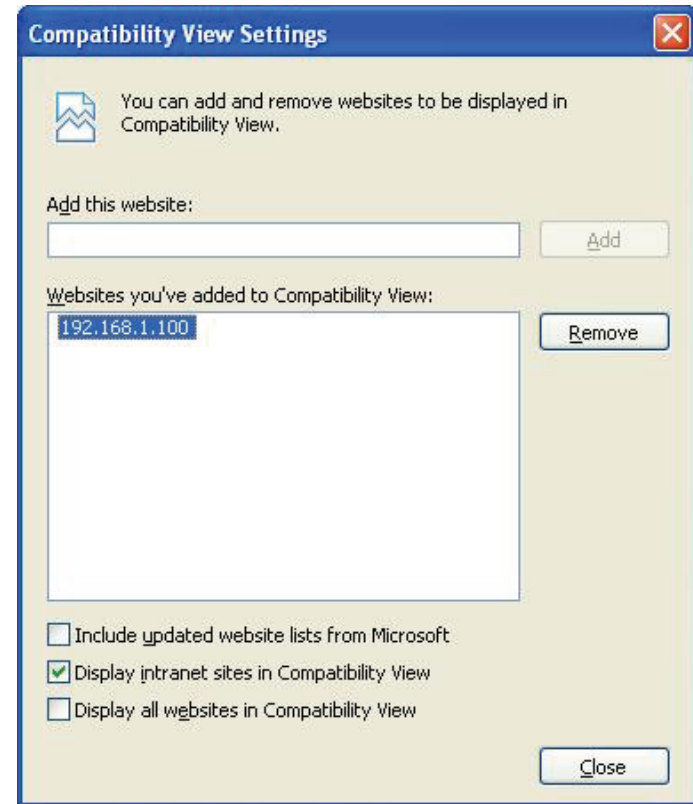 Compatibility View Settings
You can add and remove websites to be displayed in
Compatibility View.
Add this website:
Add
Websites you've added to Compatibility View:
192.168.1.100
Remove
Include updated website lists from Microsoft
Display intranet sites in Compatibility View
Display all websites in Compatibility View
Close